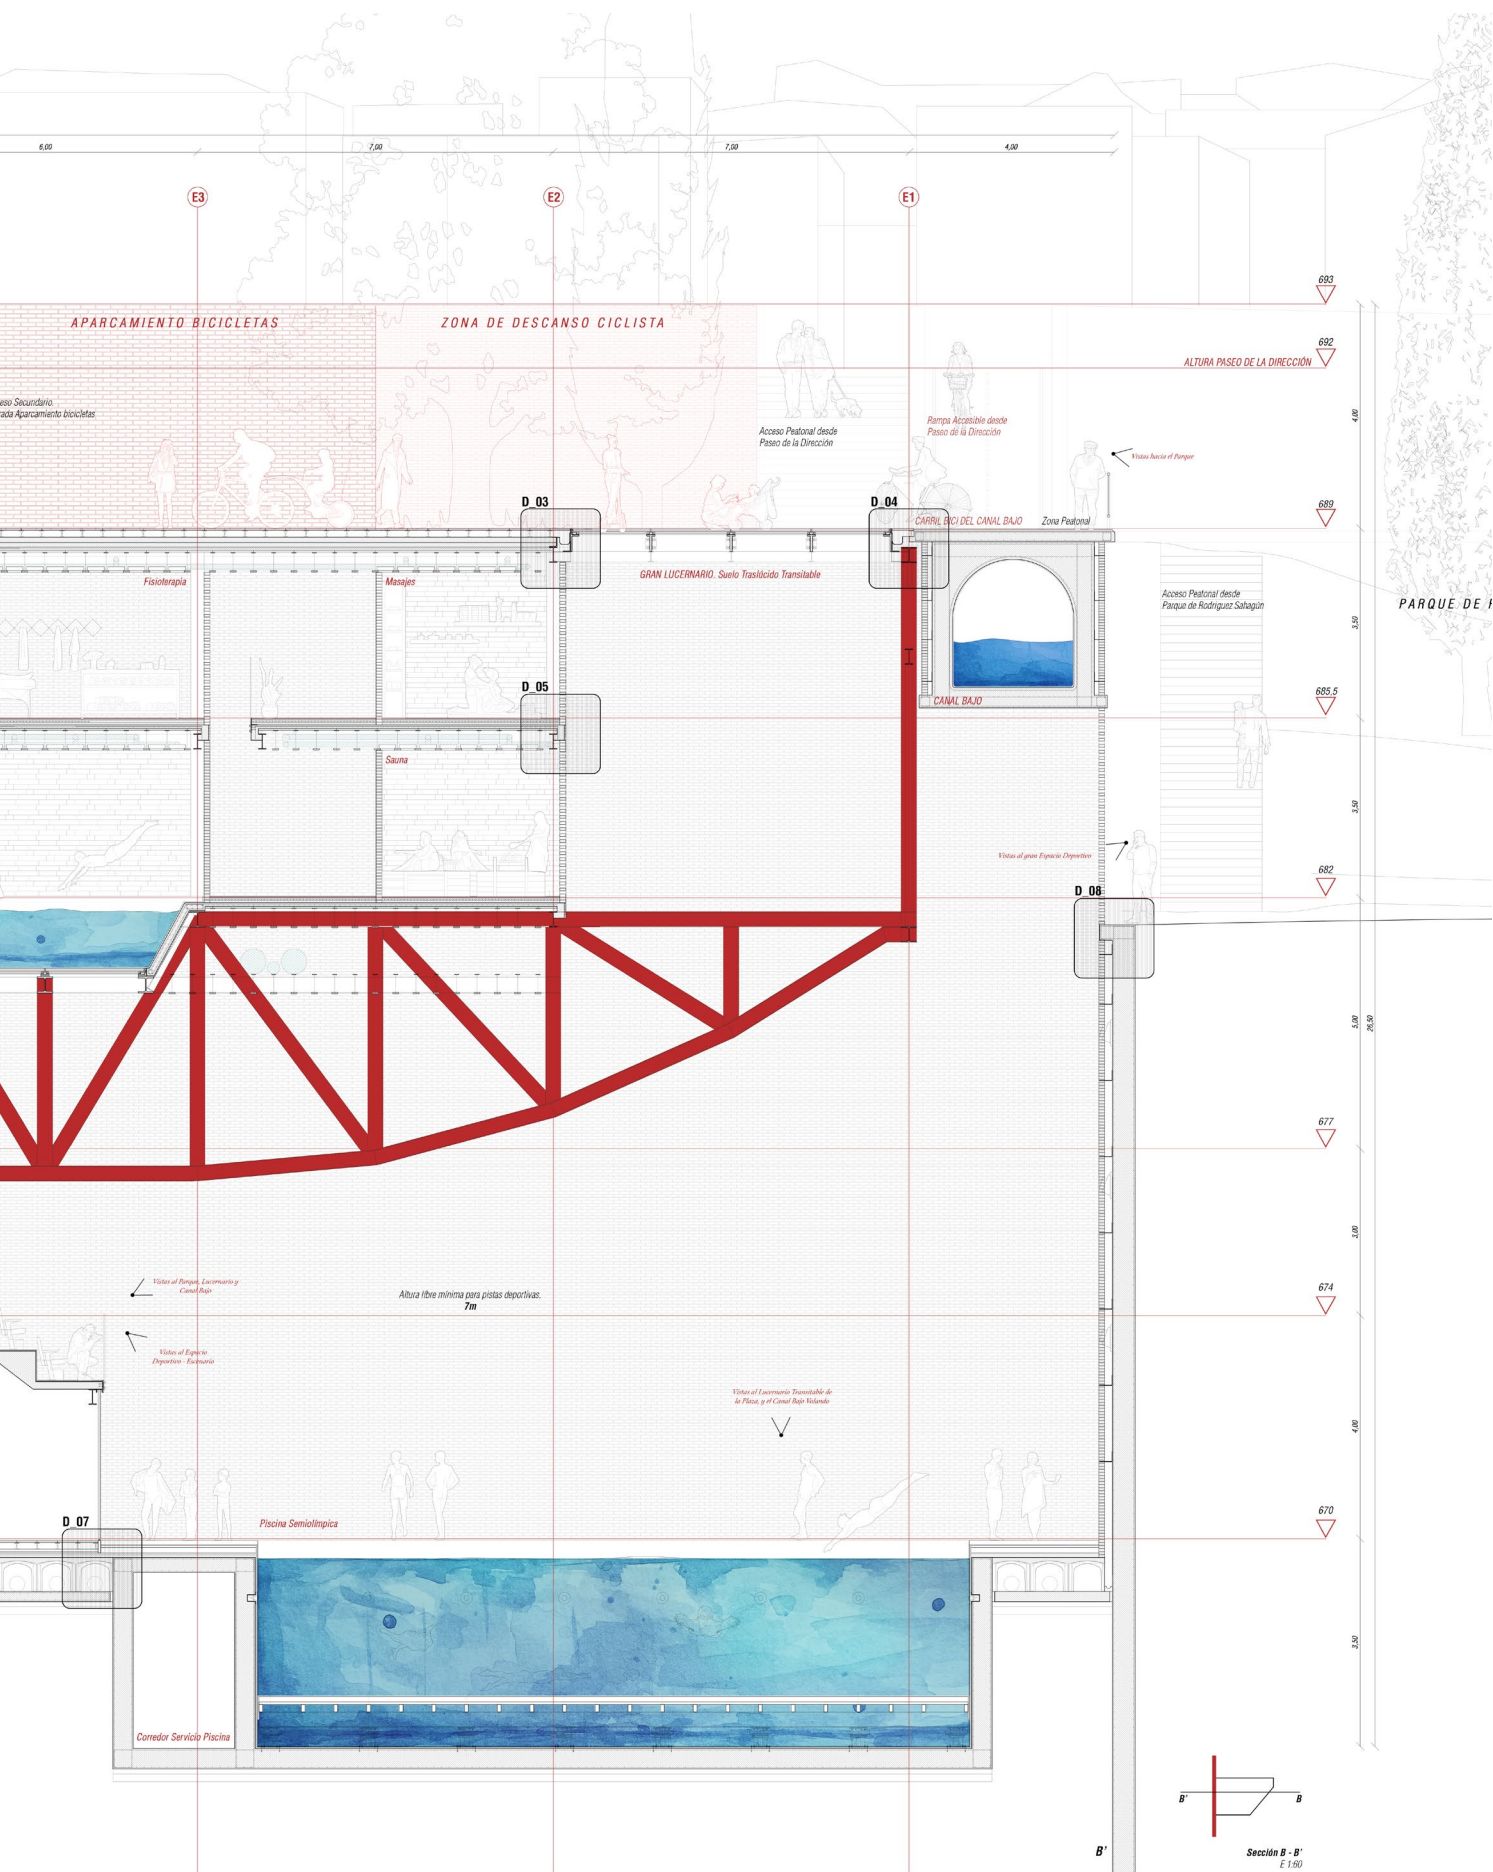 6,00
7,00
7,00
4,00
E3
E2
E1
693
APARCAMIENTO BICICLETAS
ZONA DE DESCANSO CICLISTA
692
ALTURA PASEO DE LA DIRECCIÓN
eso Secundario.
rada Aparcamiento bicicletas
4,00
Acceso Peatonal desde
Paseo de la Dirección
Rampa Accesible desde
Paseo de la Dirección
Vistas hacia el Parque
D_03
D_04
689
CARRIL BICI DEL CANAL BAJO
Zona Peatonal
Fisioterapia
Masajes
GRAN LUCERNARIO. Suelo Traslúcido Transitable
Acceso Peatonal desde
Parque de Rodriguez Sahagún
PARQUE DE
3,50
D_05
685,5
CANAL BAJO
Sauna
3,50
Vistas al gran Espacio Deportivo
682
D_08
5,00
26,50
677
3,00
Vistas al Parque, Lucernario y
Canal Bajo
Altura libre mínima para pistas deportivas.
7m
674
Vistas al Espacio
Deportivo - Escenario
Vistas al Lucernario Transitable de
la Plaza, y el Canal Bajo Volando
4,00
670
D_07
Piscina Semiolímpica
3,50
Corredor Servicio Piscina
B'
B
B'
Sección B - B'
E 1:60